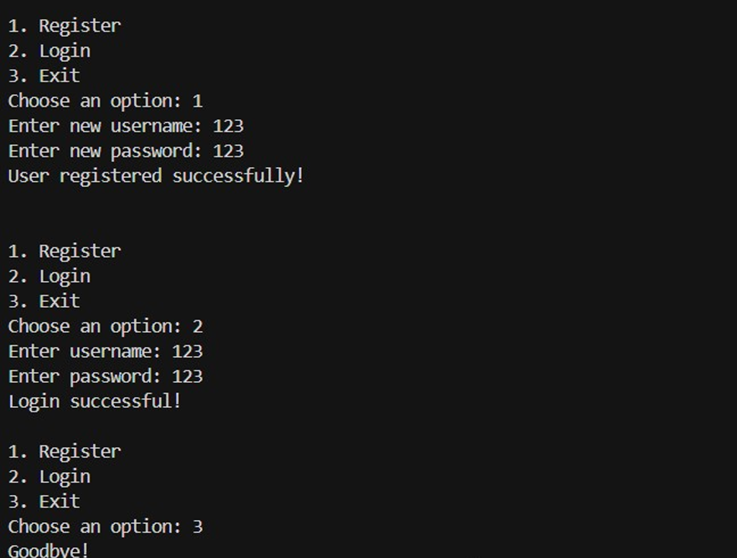 1. Register
2. Login
3. Exit
Choose an option: 1
Enter new username: 123
Enter new password: 123
User registered successfully!
1. Register
2. Login
3. Exit
Choose an option: 2
Enter username: 123
Enter password: 123
Login successful!
1. Register
2. Login
3. Exit
Choose an option: 3
Goodbye!